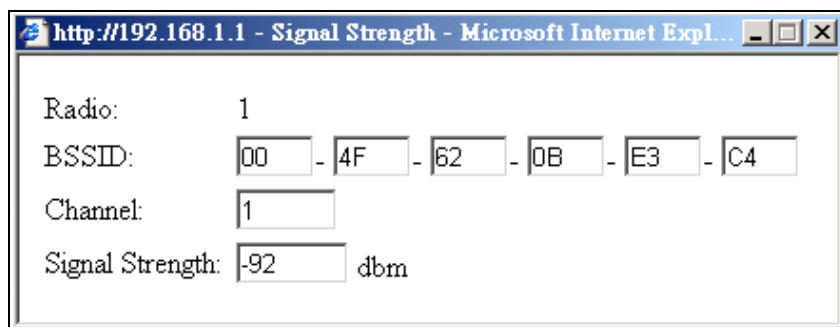 http://192.168.1.1 - Signal Strength - Microsoft Internet Expl...
Radio: 1
BSSID: 00 - 4F - 62 - 0B - E3 - C4
Channel: 1
Signal Strength: -92 dbm